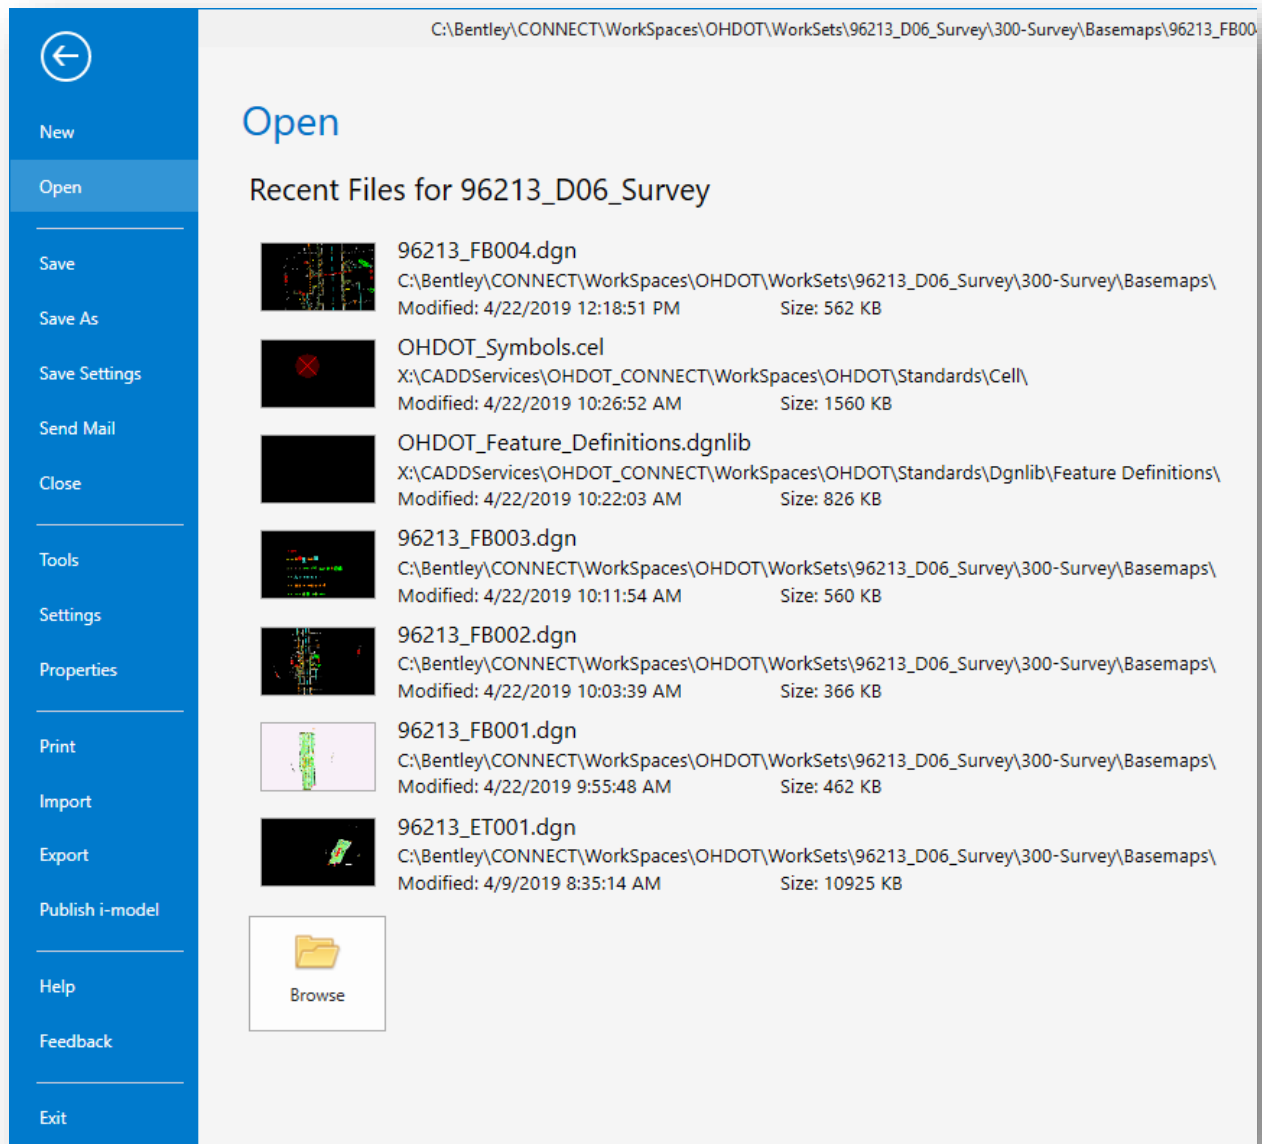 C:\Bentley\CONNECT\WorkSpaces\OHDOT\WorkSets\96213_D06_Survey\300-Survey\Basemaps\96213_FB00
New
Open
Save
Save As
Save Settings
Send Mail
Close
Tools
Settings
Properties
Print
Import
Export
Publish i-model
Help
Feedback
Exit
Open
Recent Files for 96213_D06_Survey
96213_FB004.dgn
C:\Bentley\CONNECT\WorkSpaces\OHDOT\WorkSets\96213_D06_Survey\300-Survey\Basemaps\
Modified: 4/22/2019 12:18:51 PM Size: 562 KB
OHDOT_Symbols.cel
X:\CADDServices\OHDOT_CONNECT\WorkSpaces\OHDOT\Standards\Cell\
Modified: 4/22/2019 10:26:52 AM Size: 1560 KB
OHDOT_Feature_Definitions.dgnlib
X:\CADDServices\OHDOT_CONNECT\WorkSpaces\OHDOT\Standards\Dgnlib\Feature Definitions\
Modified: 4/22/2019 10:22:03 AM Size: 826 KB
96213_FB003.dgn
C:\Bentley\CONNECT\WorkSpaces\OHDOT\WorkSets\96213_D06_Survey\300-Survey\Basemaps\
Modified: 4/22/2019 10:11:54 AM Size: 560 KB
96213_FB002.dgn
C:\Bentley\CONNECT\WorkSpaces\OHDOT\WorkSets\96213_D06_Survey\300-Survey\Basemaps\
Modified: 4/22/2019 10:03:39 AM Size: 366 KB
96213_FB001.dgn
C:\Bentley\CONNECT\WorkSpaces\OHDOT\WorkSets\96213_D06_Survey\300-Survey\Basemaps\
Modified: 4/22/2019 9:55:48 AM Size: 462 KB
96213_ET001.dgn
C:\Bentley\CONNECT\WorkSpaces\OHDOT\WorkSets\96213_D06_Survey\300-Survey\Basemaps\
Modified: 4/9/2019 8:35:14 AM Size: 10925 KB
Browse